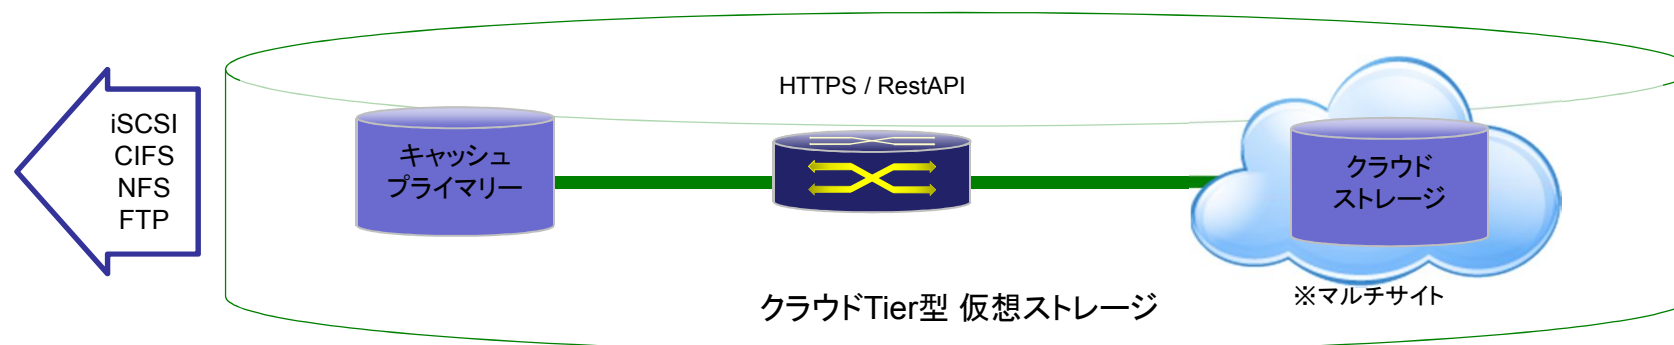 HTTPS / RestAPI
iSCSI
CIFS
NFS
FTP
キャッシュ
プライマリー
クラウド
ストレージ
※マルチサイト
クラウドTier型 仮想ストレージ